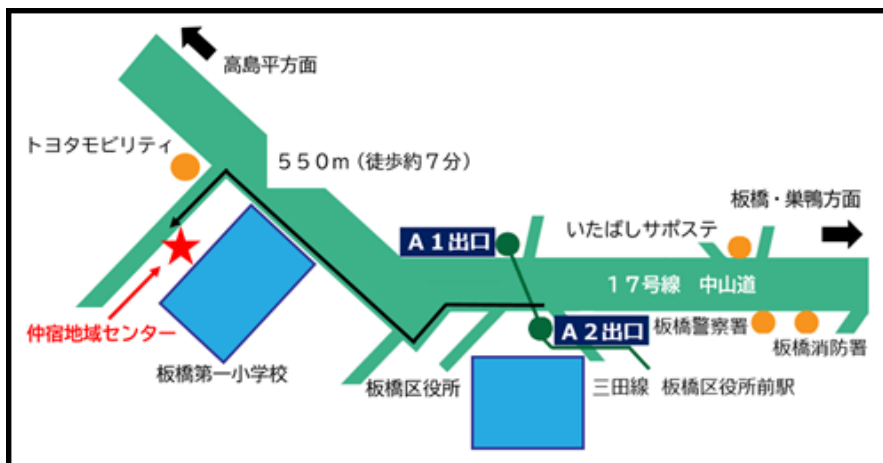 高島平方面
トヨタモビリティ
550m（徒歩約7分）
板橋・巣鴨方面
いたばしサポステ
A1出口
17号線 中山道
仲宿地域センター
A2出口
板橋警察署
板橋消防署
板橋第一小学校
板橋区役所
三田線 板橋区役所前駅